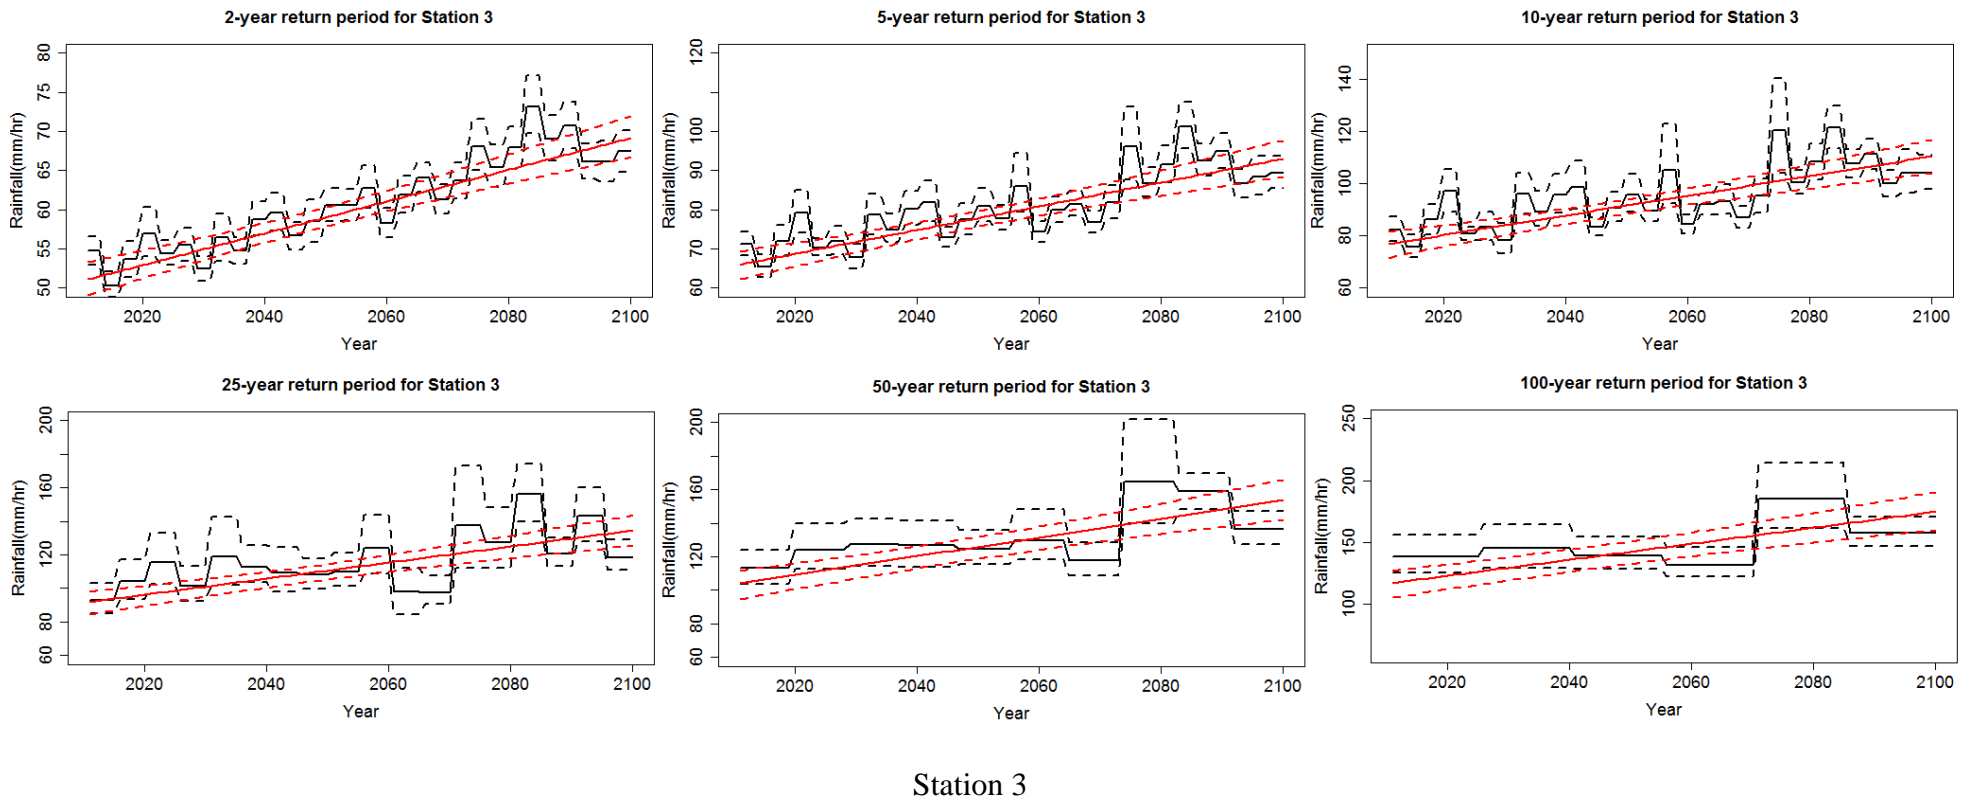 2-year return period for Station 3
Rainfall(mm/hr)
80
75
70
65
60
55
50
2020 2040 2060 2080 2100
Year
5-year return period for Station 3
Rainfall(mm/hr)
120
100
90
80
70
60
2020 2040 2060 2080 2100
Year
10-year return period for Station 3
Rainfall(mm/hr)
140
120
100
80
60
2020 2040 2060 2080 2100
Year
25-year return period for Station 3
Rainfall(mm/hr)
200
160
120
80
60
2020 2040 2060 2080 2100
Year
50-year return period for Station 3
Rainfall(mm/hr)
200
160
120
80
60
2020 2040 2060 2080 2100
Year
100-year return period for Station 3
Rainfall(mm/hr)
250
200
150
100
2020 2040 2060 2080 2100
Year
Station 3